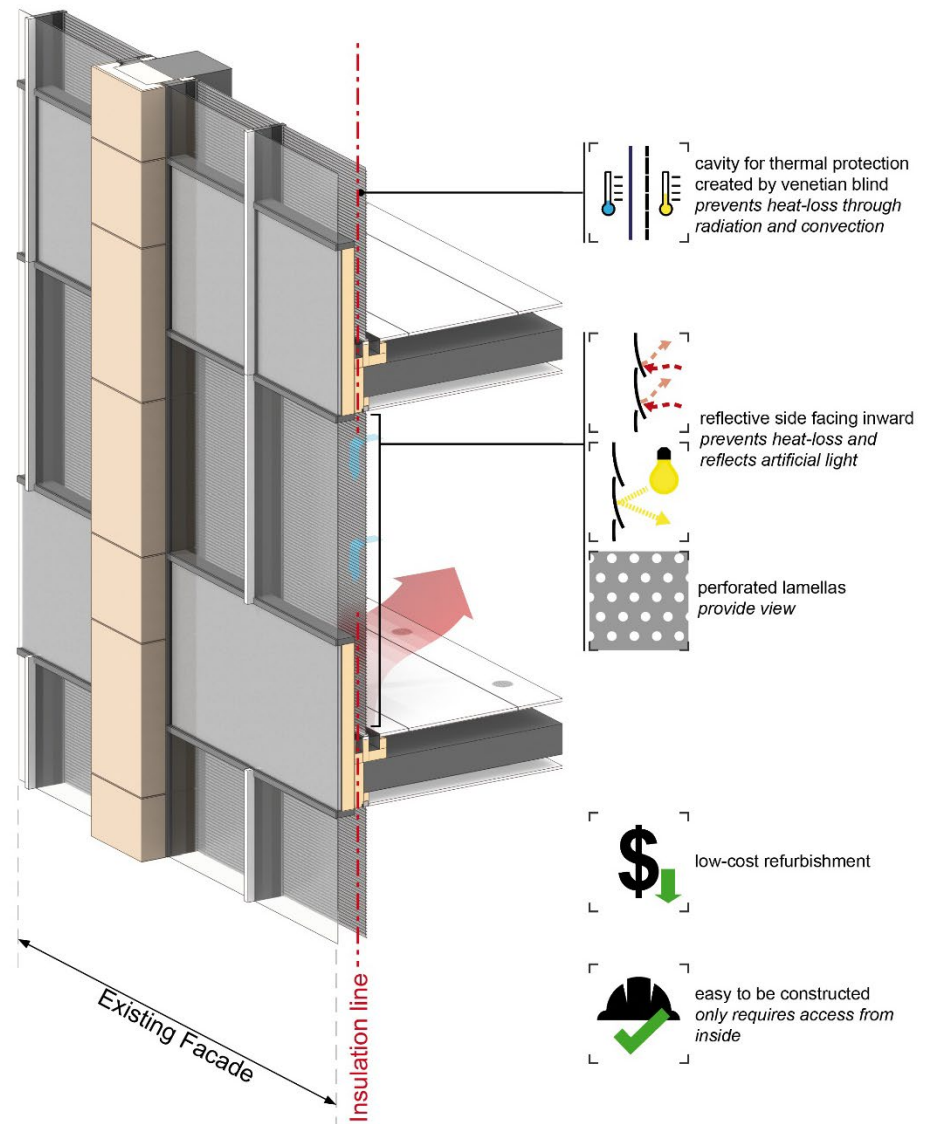 cavity for thermal protection
created by venetian blind
prevents heat-loss through
radiation and convection
reflective side facing inward
prevents heat-loss and
reflects artificial light
perforated lamellas
provide view
$
low-cost refurbishment
easy to be constructed
only requires access from
inside
Existing Facade
Insulation line